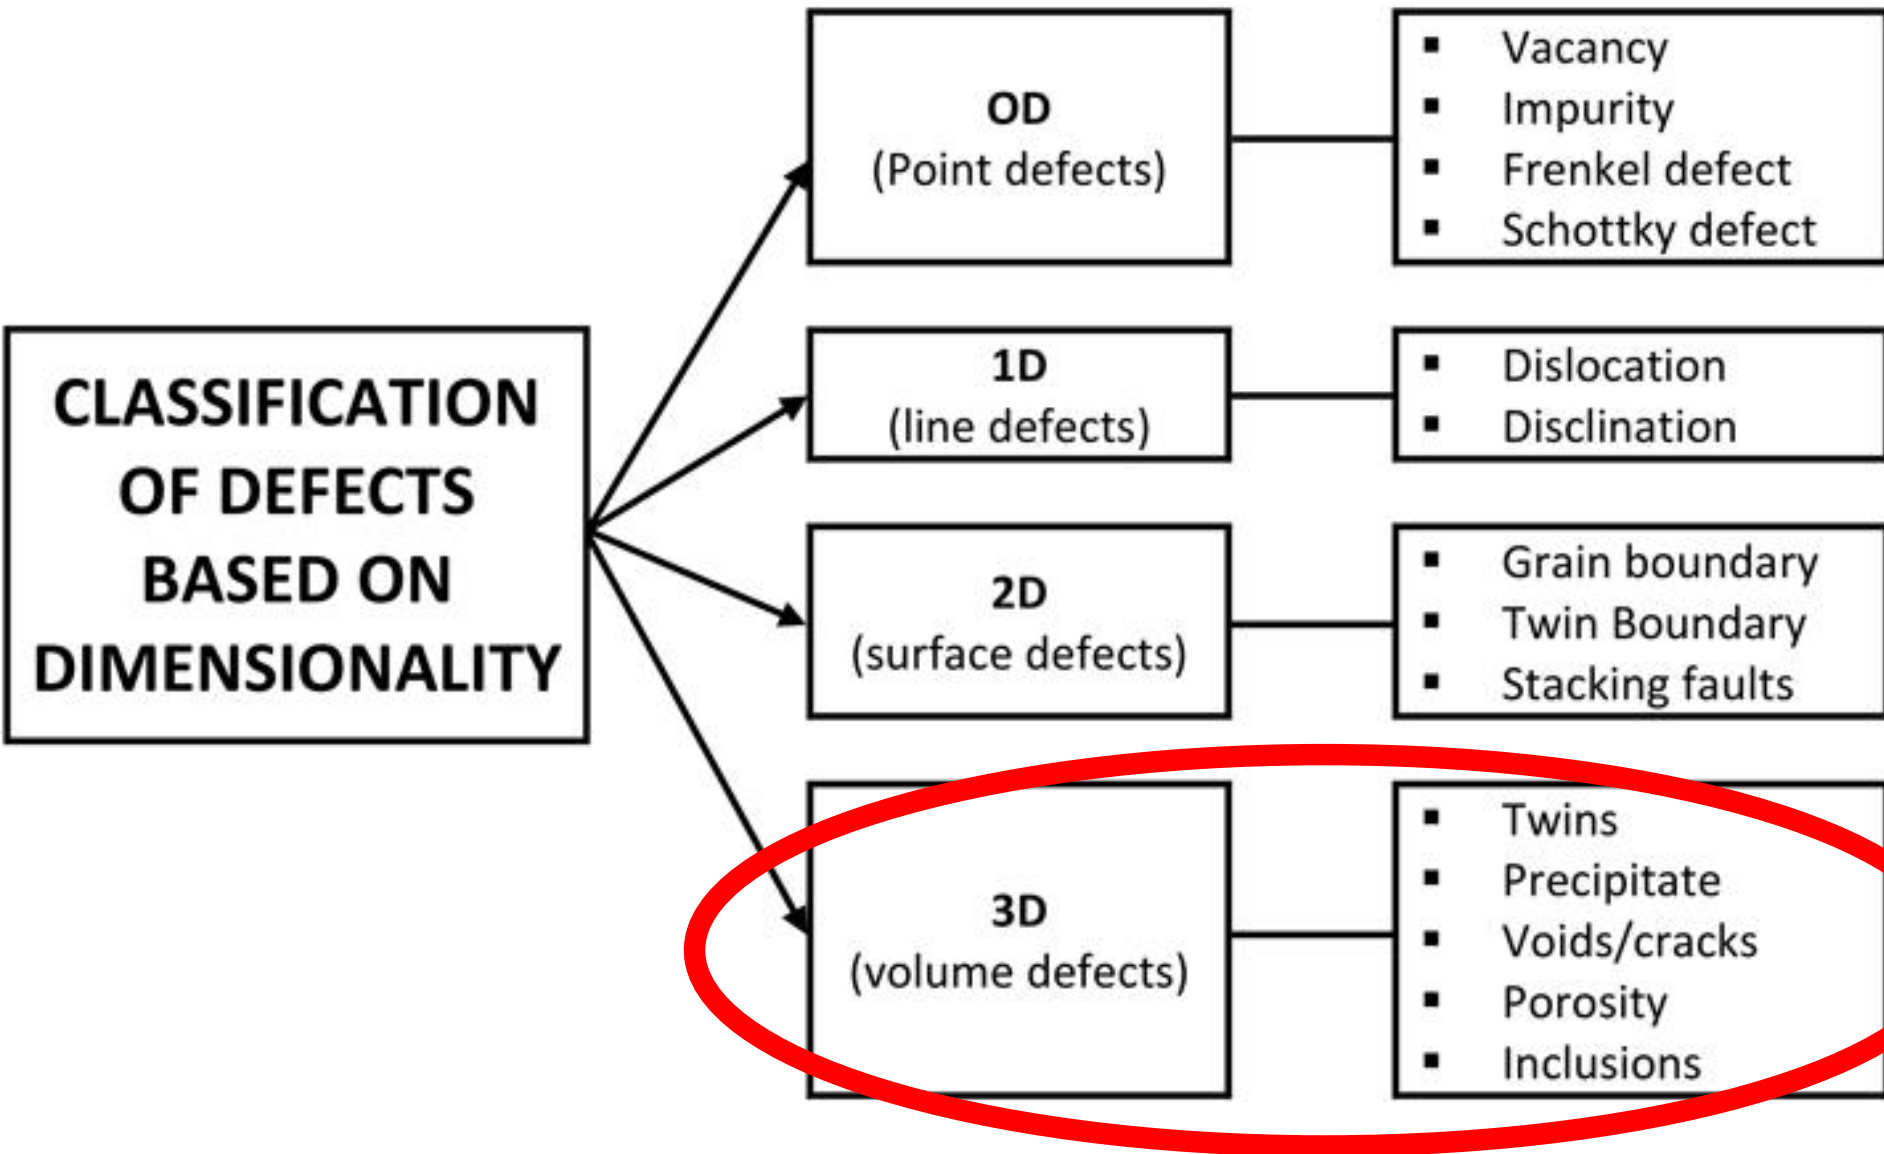 CLASSIFICATION
OF DEFECTS
BASED ON
DIMENSIONALITY
OD
(Point defects)
▪ Vacancy
▪ Impurity
▪ Frenkel defect
▪ Schottky defect
1D
(line defects)
▪ Dislocation
▪ Disclination
2D
(surface defects)
▪ Grain boundary
▪ Twin Boundary
▪ Stacking faults
3D
(volume defects)
▪ Twins
▪ Precipitate
▪ Voids/cracks
▪ Porosity
▪ Inclusions